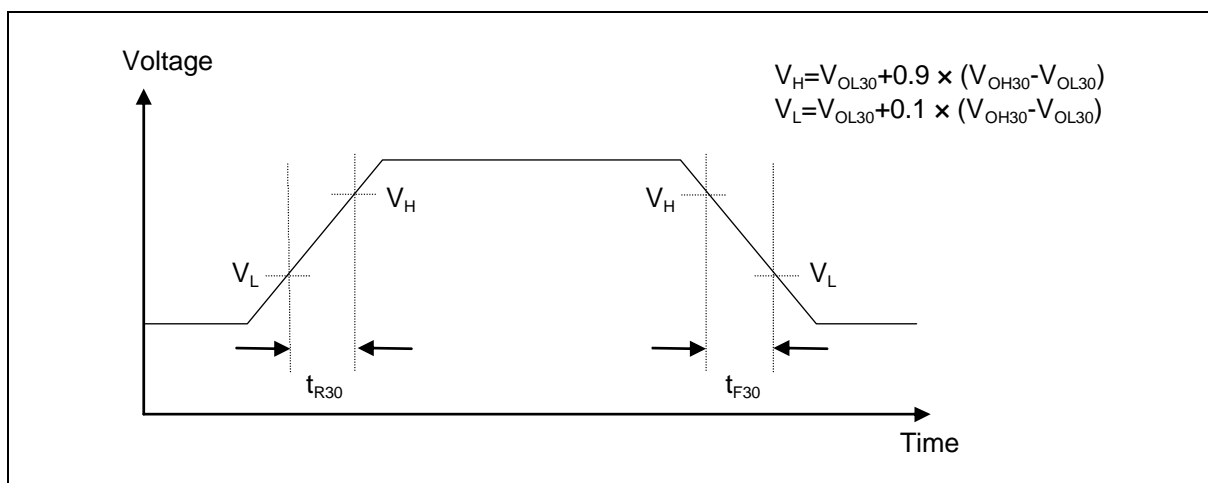 Voltage
V_H=V_OL30+0.9 × (V_OH30-V_OL30)
V_L=V_OL30+0.1 × (V_OH30-V_OL30)
V_H
V_H
V_L
V_L
t_R30
t_F30
Time